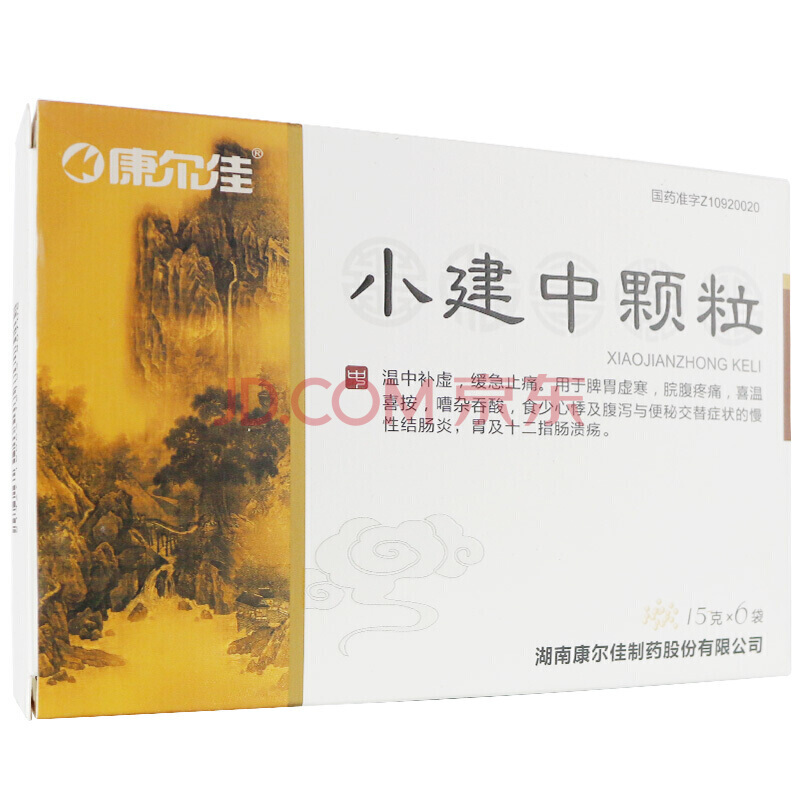 康尔佳®
国药准字Z10920020
小建中颗粒
XIAOJIANZHONG KELI
中
温中补虚，缓急止痛。用于脾胃虚寒，脘腹疼痛，喜温
喜按，嘈杂吞酸，食少心悸及腹泻与便秘交替症状的慢
性结肠炎，胃及十二指肠溃疡。
JD.COM 京东
15克×6袋
湖南康尔佳制药股份有限公司